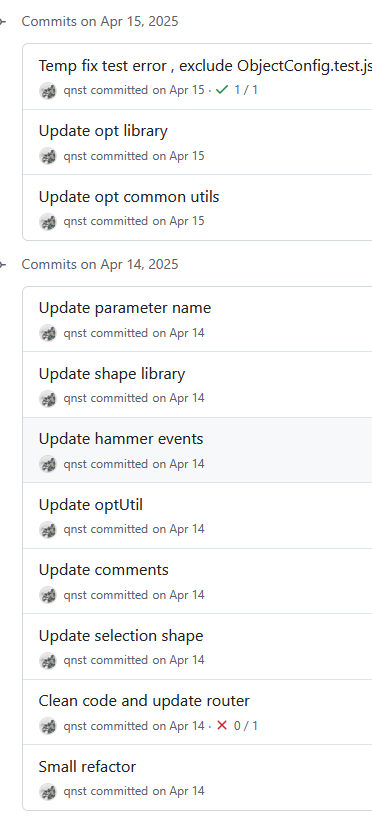 Commits on Apr 15, 2025
Temp fix test error , exclude ObjectConfig.test.js
qnst committed on Apr 15 · 1 / 1
Update opt library
qnst committed on Apr 15
Update opt common utils
qnst committed on Apr 15
Commits on Apr 14, 2025
Update parameter name
qnst committed on Apr 14
Update shape library
qnst committed on Apr 14
Update hammer events
qnst committed on Apr 14
Update optUtil
qnst committed on Apr 14
Update comments
qnst committed on Apr 14
Update selection shape
qnst committed on Apr 14
Clean code and update router
qnst committed on Apr 14 · 0 / 1
Small refactor
qnst committed on Apr 14